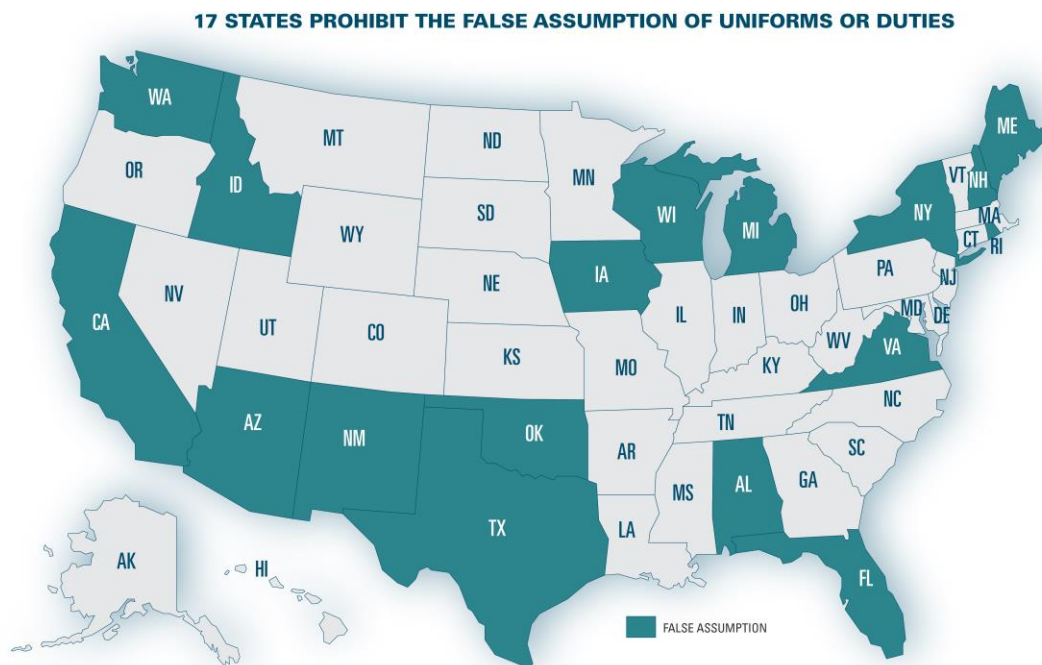 17 STATES PROHIBIT THE FALSE ASSUMPTION OF UNIFORMS OR DUTIES
WA
MT
ND
MN
ME
OR
ID
SD
WI
MI
VT
NH
NY
MA
CT
RI
WY
IA
PA
NJ
NV
NE
IL
IN
OH
MD
DE
CA
UT
CO
KS
MO
WV
VA
KY
AZ
NM
OK
TN
NC
AR
SC
MS
AL
GA
TX
LA
AK
HI
FL
FALSE ASSUMPTION